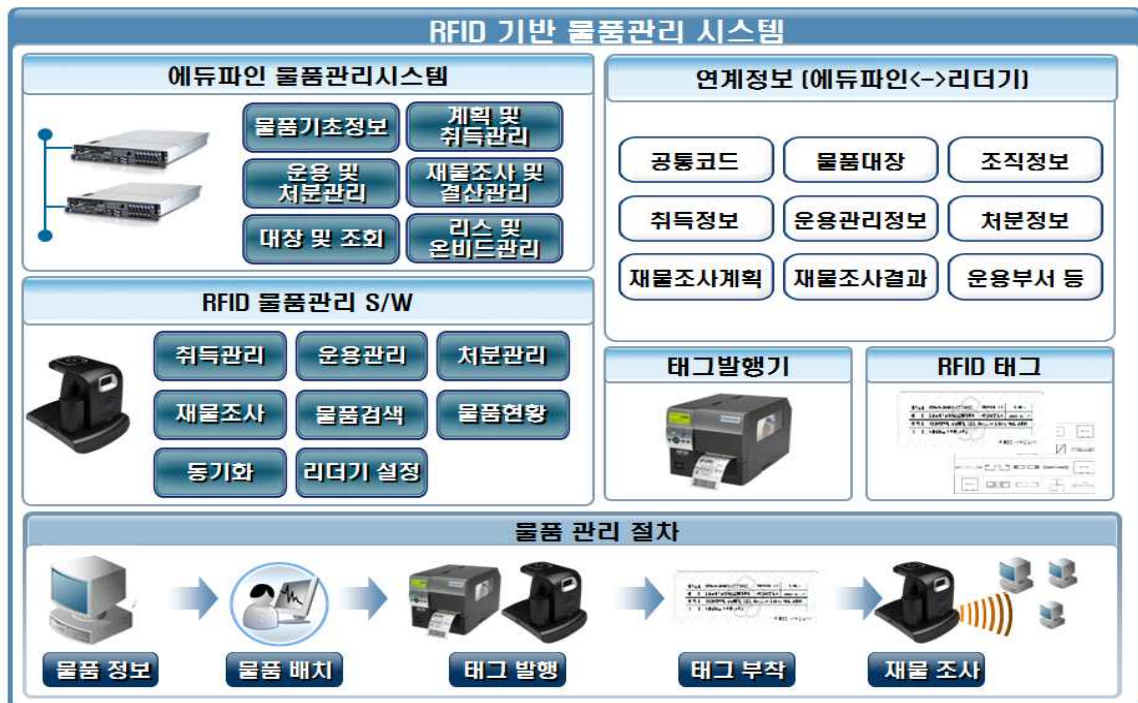 RFID 기반 물품관리 시스템
에듀파인 물품관리시스템
물품기초정보
계획 및
취득관리
운용 및
처분관리
재물조사 및
결산관리
대장 및 조회
리스 및
온비드관리
연계정보 (에듀파인<->리더기)
공통코드
물품대장
조직정보
취득정보
운용관리정보
처분정보
재물조사계획
재물조사결과
운용부서 등
RFID 물품관리 S/W
취득관리
운용관리
처분관리
재물조사
물품검색
물품현황
동기화
리더기 설정
태그발행기
RFID 태그
물품 관리 절차
물품 정보
물품 배치
태그 발행
태그 부착
재물 조사